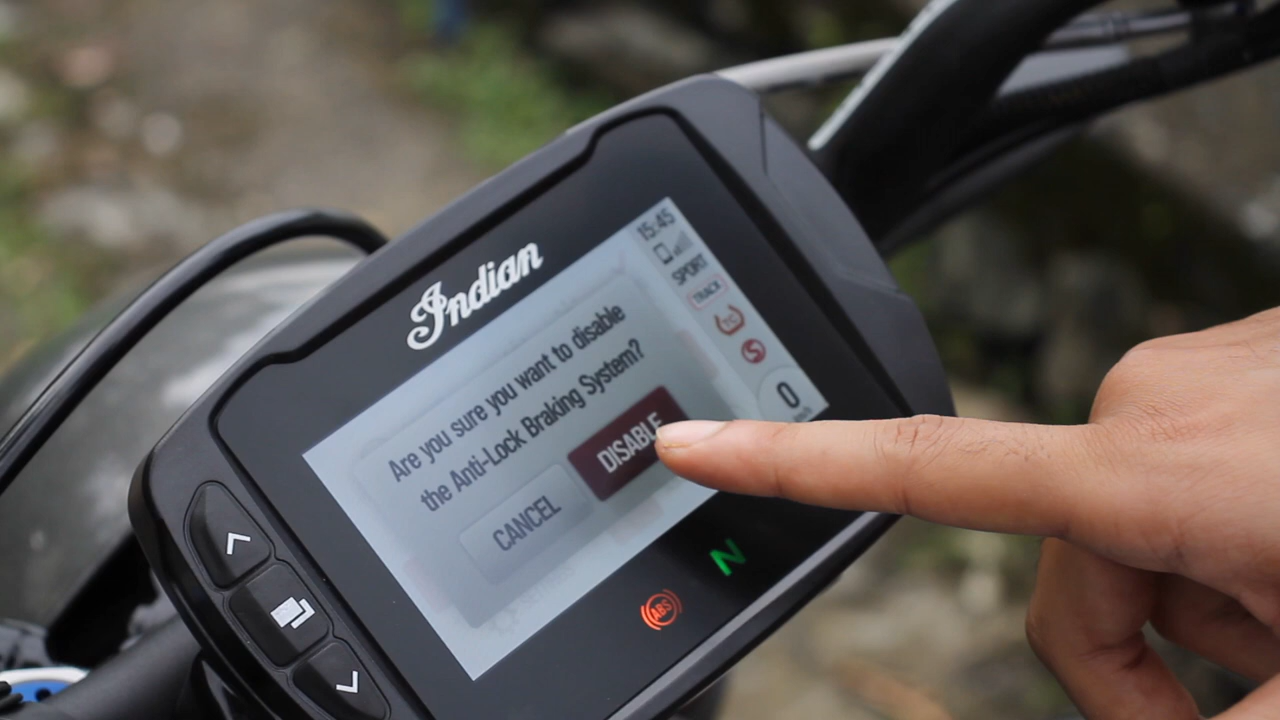 Indian
15:45
SPORT
TRACK
TC
0
Are you sure you want to disable
the Anti-Lock Braking System?
CANCEL
DISABLE
N
ABS